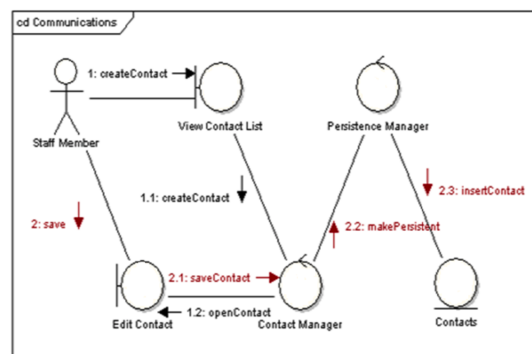 cd Communications
1: createContact
Staff Member
View Contact List
Persistence Manager
1.1: createContact
2.3: insertContact
2: save
2.2: makePersistent
2.1: saveContact
1.2: openContact
Edit Contact
Contact Manager
Contacts